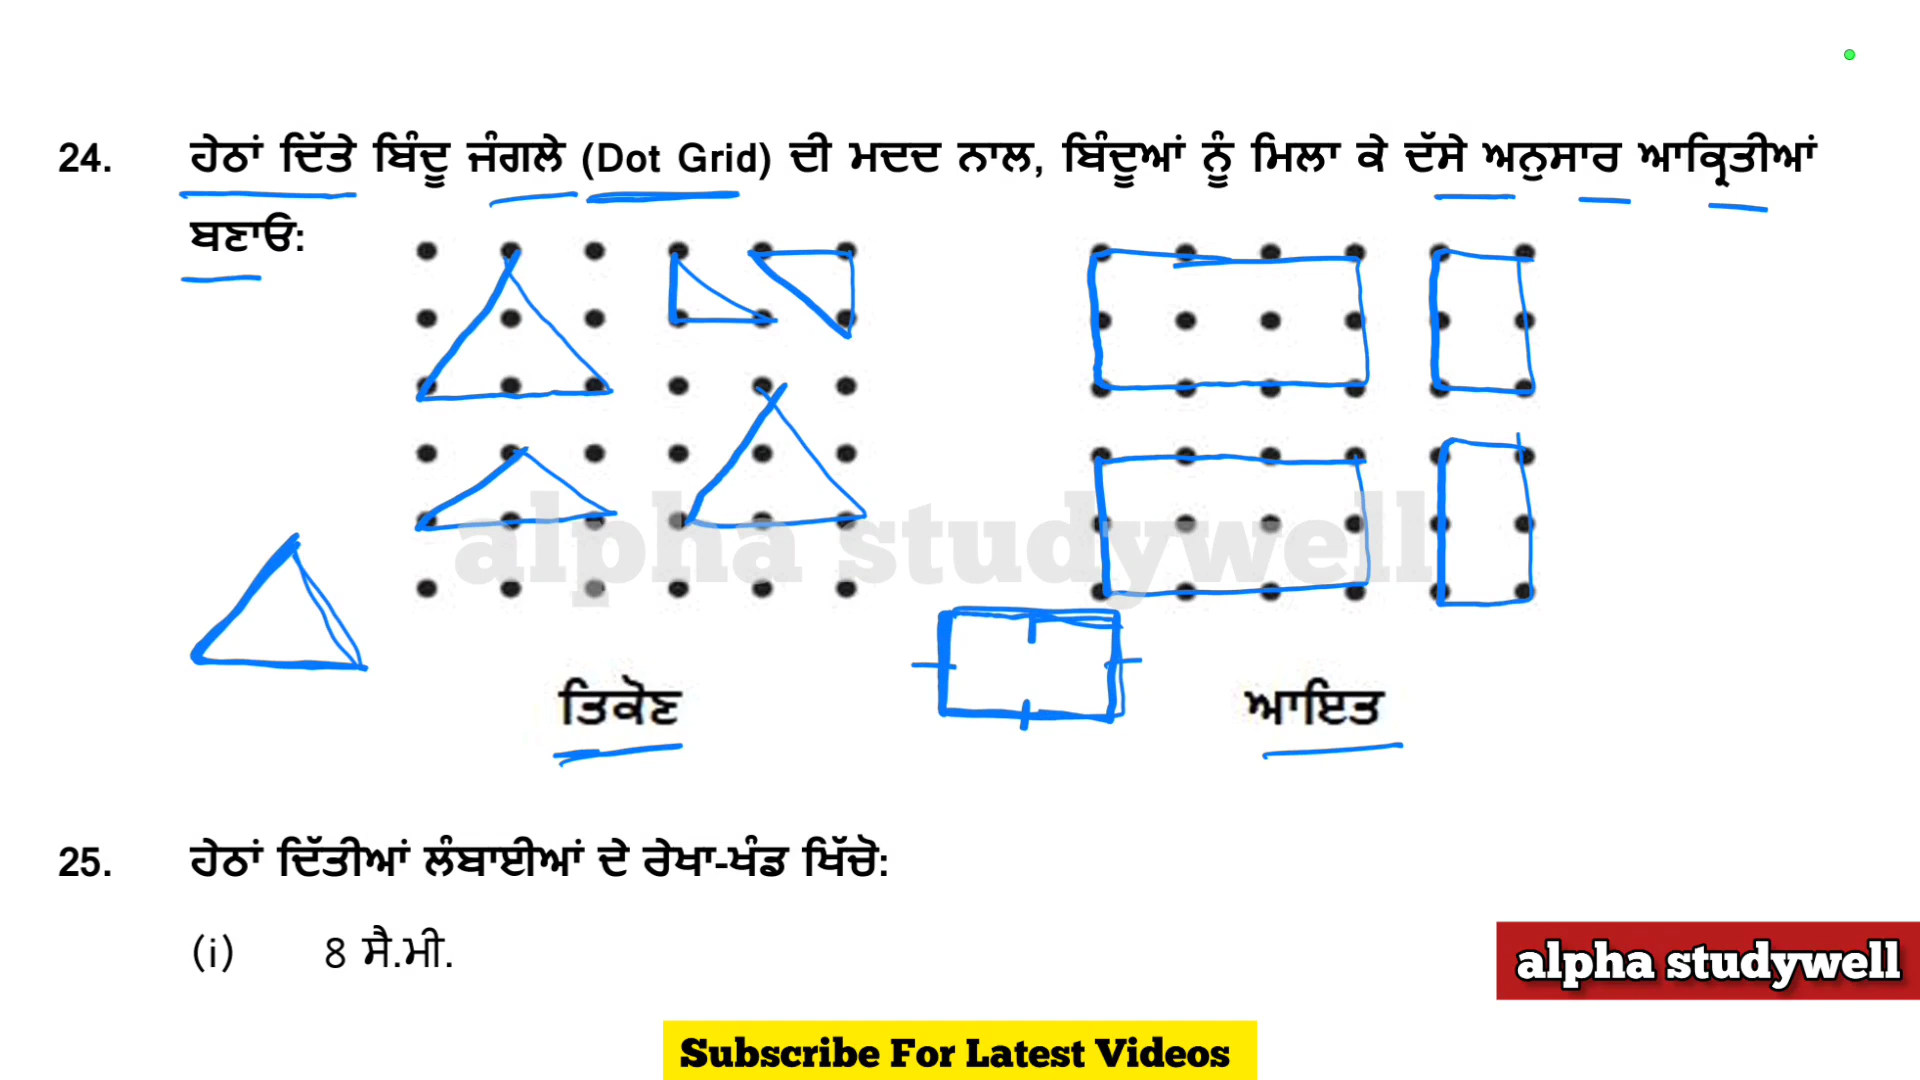 24. ਹੇਠਾਂ ਦਿੱਤੇ ਬਿੰਦੂ ਜੰਗਲੇ (Dot Grid) ਦੀ ਮਦਦ ਨਾਲ, ਬਿੰਦੂਆਂ ਨੂੰ ਮਿਲਾ ਕੇ ਦੱਸੇ ਅਨੁਸਾਰ ਆਕ੍ਰਿਤੀਆਂ
ਬਣਾਓ:
alpha studywell
ਤਿਕੋਣ
ਆਇਤ
25. ਹੇਠਾਂ ਦਿੱਤੀਆਂ ਲੰਬਾਈਆਂ ਦੇ ਰੇਖਾ-ਖੰਡ ਖਿੱਚੋ:
(i) 8 ਸੈ.ਮੀ.
alpha studywell
Subscribe For Latest Videos